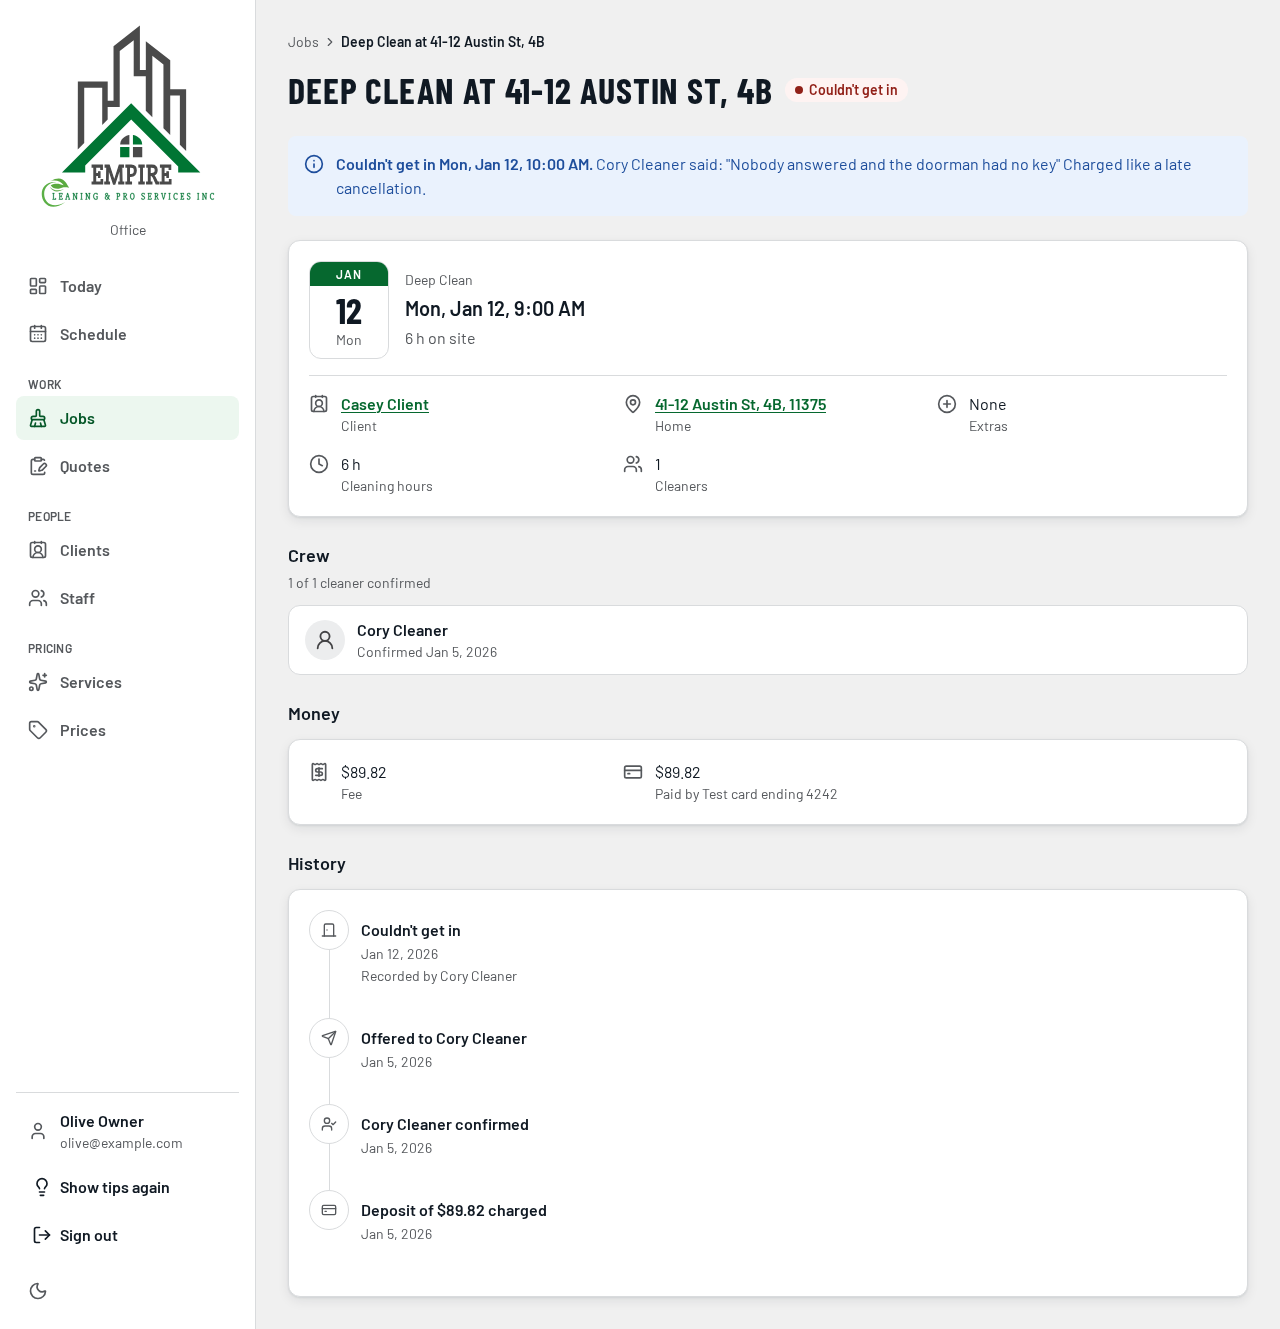 EMPIRE
LEANING & PRO SERVICES INC
Office
Today
Schedule
WORK
Jobs
Quotes
PEOPLE
Clients
Staff
PRICING
Services
Prices
Olive Owner
olive@example.com
Show tips again
Sign out
Jobs > Deep Clean at 41-12 Austin St, 4B
DEEP CLEAN AT 41-12 AUSTIN ST, 4B
Couldn't get in
Couldn't get in Mon, Jan 12, 10:00 AM. Cory Cleaner said: "Nobody answered and the doorman had no key" Charged like a late
cancellation.
JAN
12
Mon
Deep Clean
Mon, Jan 12, 9:00 AM
6 h on site
Casey Client
Client
41-12 Austin St, 4B, 11375
Home
None
Extras
6 h
Cleaning hours
1
Cleaners
Crew
1 of 1 cleaner confirmed
Cory Cleaner
Confirmed Jan 5, 2026
Money
$89.82
Fee
$89.82
Paid by Test card ending 4242
History
Couldn't get in
Jan 12, 2026
Recorded by Cory Cleaner
Offered to Cory Cleaner
Jan 5, 2026
Cory Cleaner confirmed
Jan 5, 2026
Deposit of $89.82 charged
Jan 5, 2026